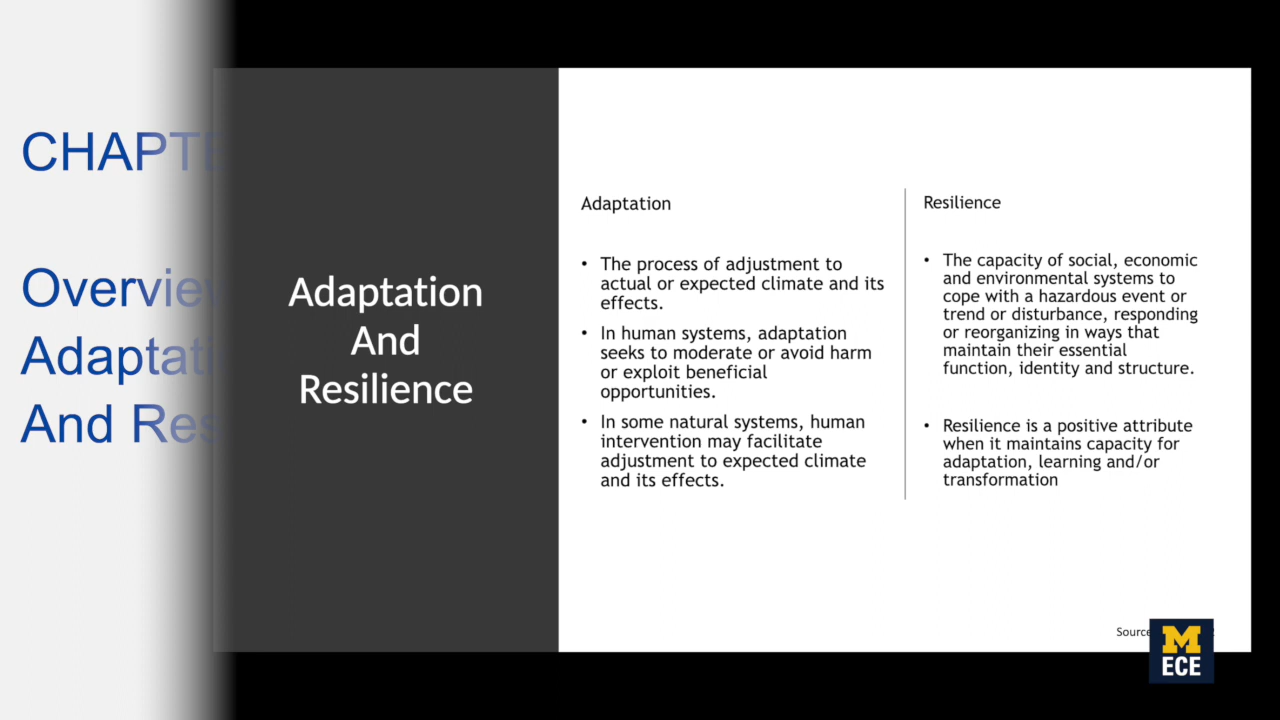 CHAPTE
Overview
Adaptati
And Res
Adaptation
And
Resilience
Adaptation
• The process of adjustment to
actual or expected climate and its
effects.
• In human systems, adaptation
seeks to moderate or avoid harm
or exploit beneficial
opportunities.
• In some natural systems, human
intervention may facilitate
adjustment to expected climate
and its effects.
Resilience
• The capacity of social, economic
and environmental systems to
cope with a hazardous event or
trend or disturbance, responding
or reorganizing in ways that
maintain their essential
function, identity and structure.
• Resilience is a positive attribute
when it maintains capacity for
adaptation, learning and/or
transformation
Source
M
ECE